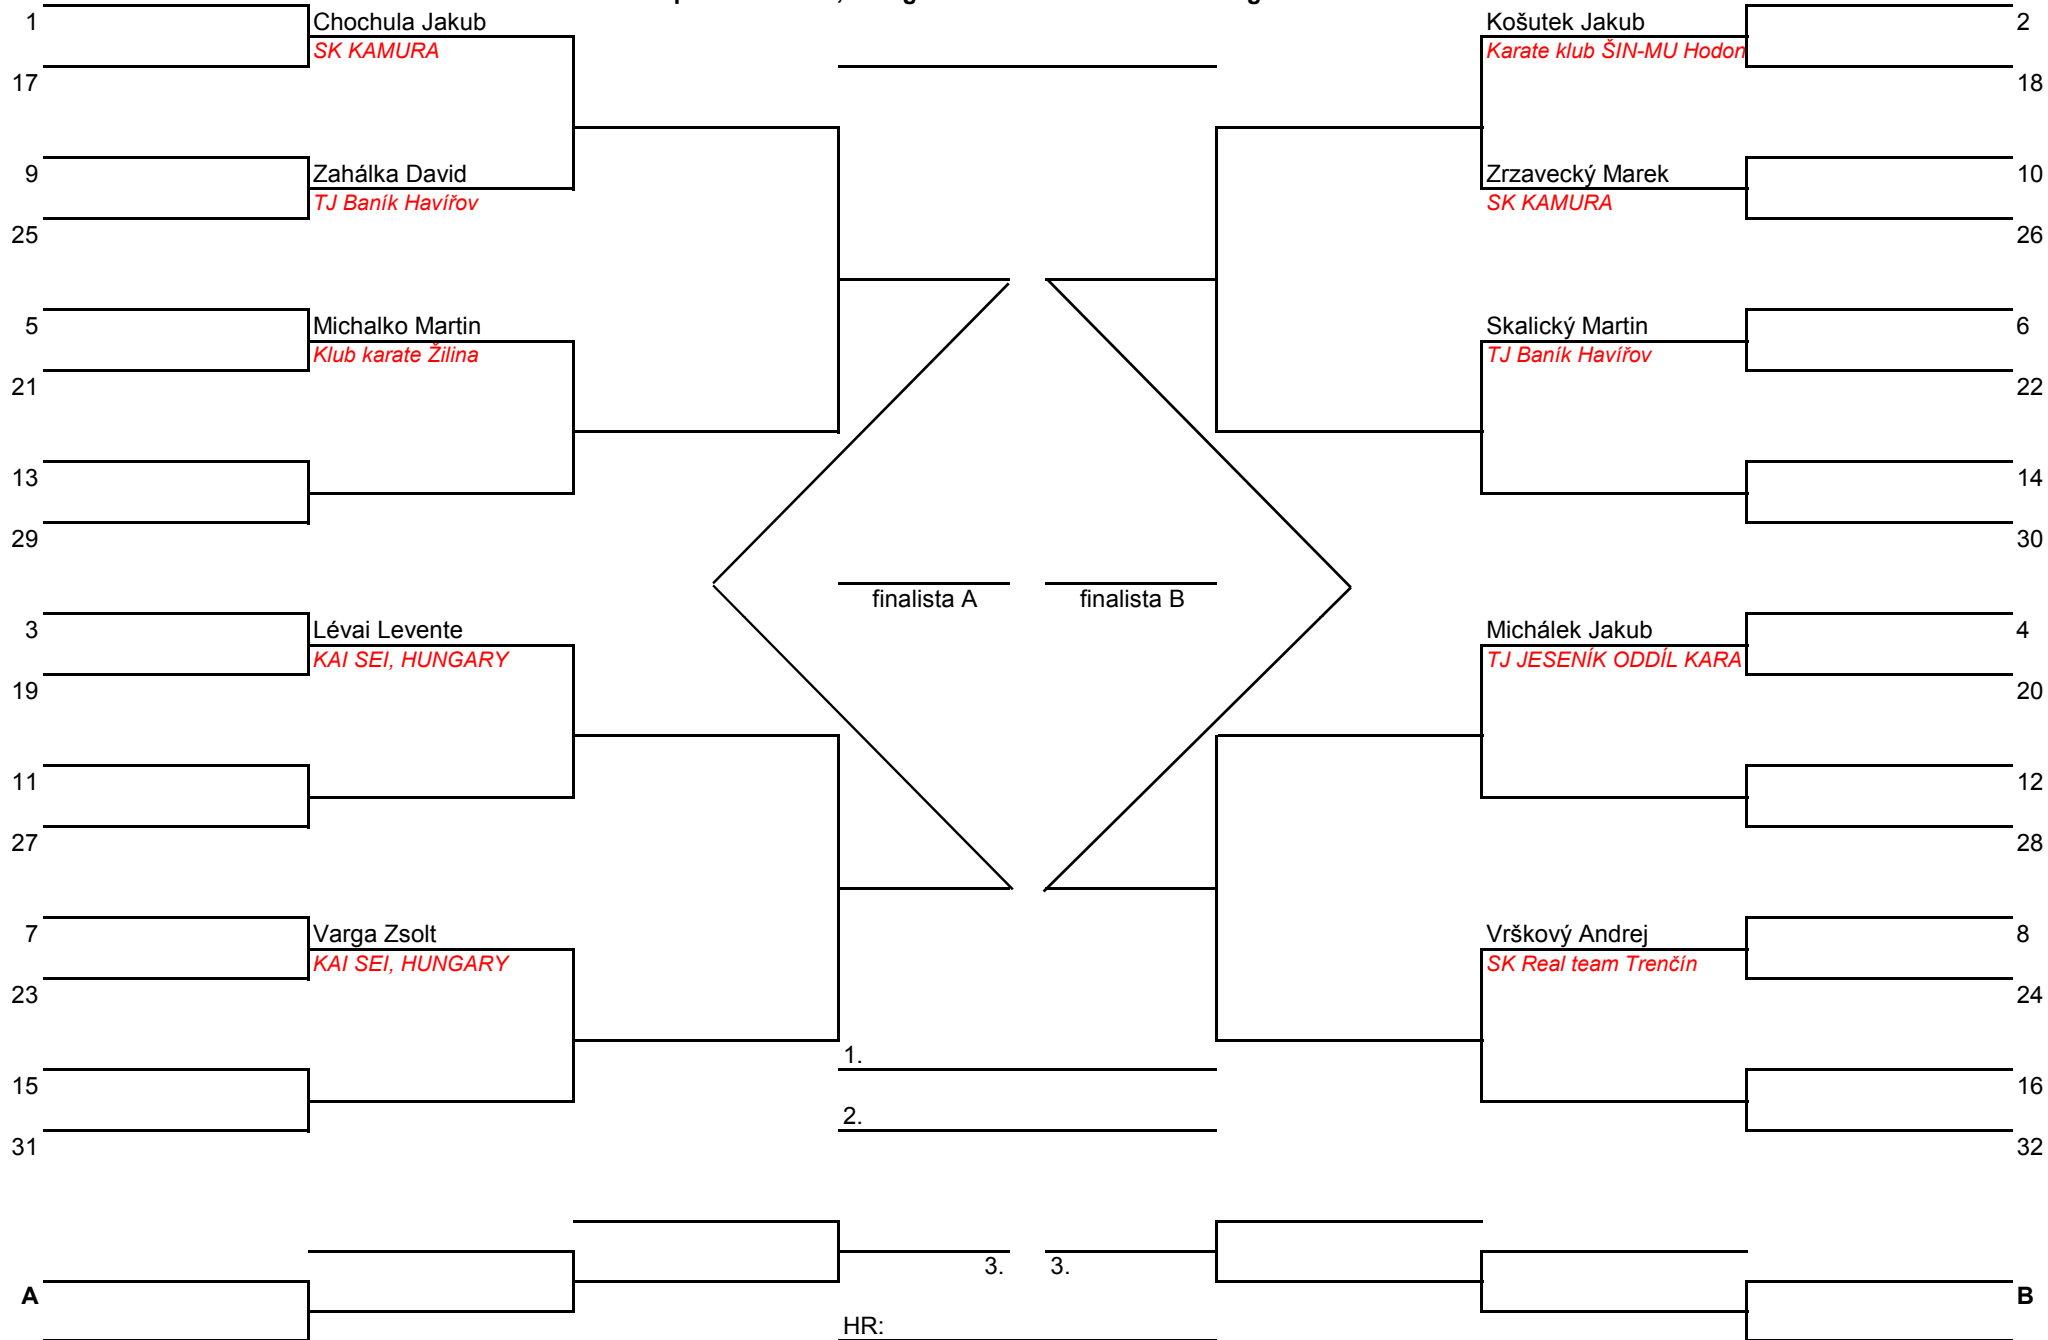 1 Chochula Jakub Košutek Jakub 2
SK KAMURA Karate klub ŠIN-MU Hodon
17 18
9 Zahálka David Zrzavecký Marek 10
TJ Baník Havířov SK KAMURA
25 26
5 Michalko Martin Skalický Martin 6
Klub karate Žilina TJ Baník Havířov
21 22
13 14
29 30
finalista A finalista B
3 Lévai Levente Michálek Jakub 4
KAI SEI, HUNGARY TJ JESENÍK ODDÍL KARA
19 20
11 12
27 28
7 Varga Zsolt Vrškový Andrej 8
KAI SEI, HUNGARY SK Real team Trenčín
23 24
1.
15 16
2.
31 32
3. 3.
A B
HR: